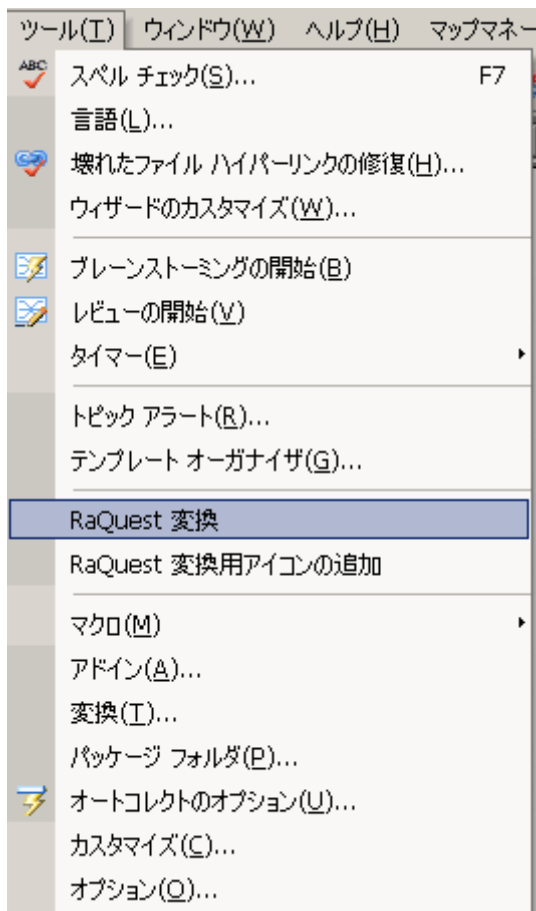 ツール(T) ウィンドウ(W) ヘルプ(H) マップマネー
ABC スペル チェック(S)... F7
言語(L)...
壊れたファイル ハイパーリンクの修復(H)...
ウィザードのカスタマイズ(W)...
ブレーンストーミングの開始(B)
レビューの開始(V)
タイマー(E)
トピック アラート(R)...
テンプレート オーガナイザ(G)...
RaQuest 変換
RaQuest 変換用アイコンの追加
マクロ(M)
アドイン(A)...
変換(T)...
パッケージ フォルダ(P)...
オートコレクトのオプション(U)...
カスタマイズ(C)...
オプション(O)...